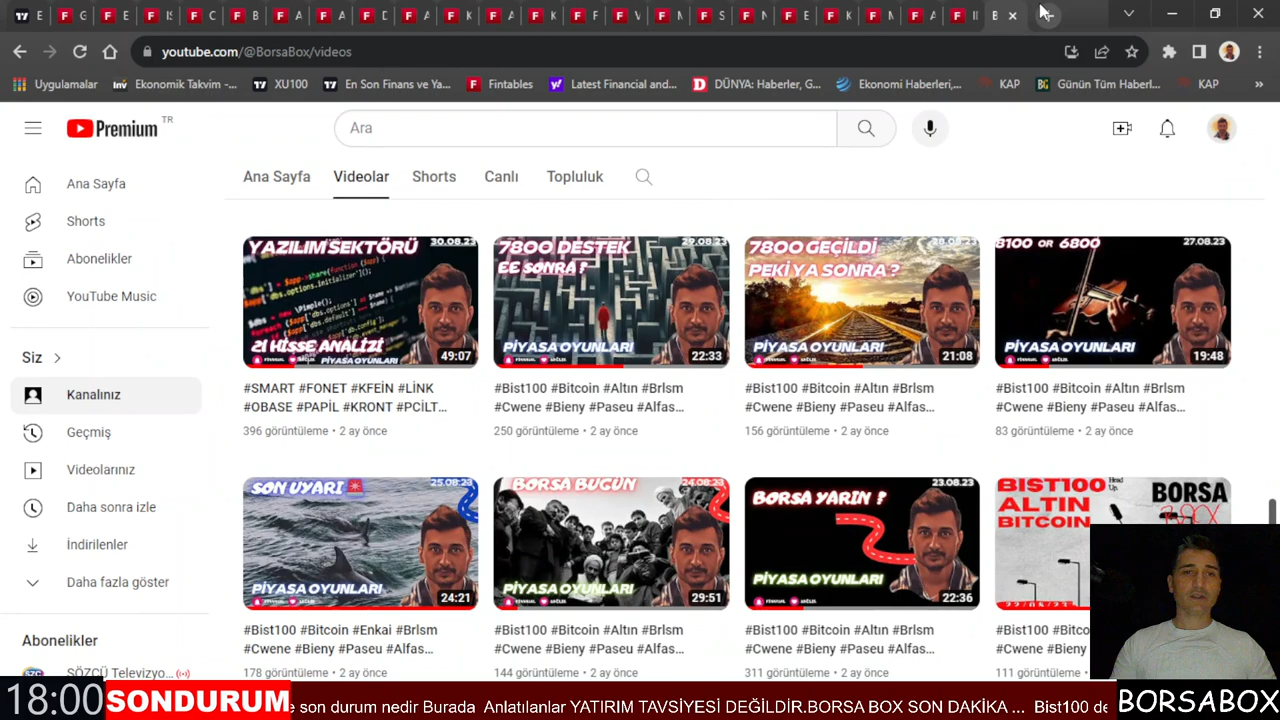 youtube.com/@BorsaBox/videos
Uygulamalar
Ekonomik Takvim -...
XU100
En Son Finans ve Ya...
Fintables
Latest Financial and...
DÜNYA: Haberler, G...
Ekonomi Haberleri,...
KAP
Günün Tüm Haberl...
KAP
Premium TR
Ara
Ana Sayfa
Videolar
Shorts
Canlı
Topluluk
Ana Sayfa
Shorts
Abonelikler
YouTube Music
Siz
Kanalınız
Geçmiş
Videolarınız
Daha sonra izle
İndirilenler
Daha fazla göster
Abonelikler
SÖZCÜ Televizyo...
YAZILIM SEKTÖRÜ
30.08.23
21 HİSSE ANALİZİ
PİYASA OYUNLARI
49:07
#SMART #FONET #KFEİN #LİNK
#OBASE #PAPİL #KRONT #PCİLT...
396 görüntüleme • 2 ay önce
7800 DESTEK
EE SONRA ?
29.08.23
PİYASA OYUNLARI
22:33
#Bist100 #Bitcoin #Altın #Brlsm
#Cwene #Bieny #Paseu #Alfas...
250 görüntüleme • 2 ay önce
7800 GEÇİLDİ
PEKİ YA SONRA ?
28.08.23
PİYASA OYUNLARI
21:08
#Bist100 #Bitcoin #Altın #Brlsm
#Cwene #Bieny #Paseu #Alfas...
156 görüntüleme • 2 ay önce
8100 OR 6800
27.08.23
PİYASA OYUNLARI
19:48
#Bist100 #Bitcoin #Altın #Brlsm
#Cwene #Bieny #Paseu #Alfas...
83 görüntüleme • 2 ay önce
SON UYARI
25.08.23
PİYASA OYUNLARI
24:21
#Bist100 #Bitcoin #Enkai #Brlsm
#Cwene #Bieny #Paseu #Alfas...
178 görüntüleme • 2 ay önce
BORSA BUGÜN
24.08.23
PİYASA OYUNLARI
29:51
#Bist100 #Bitcoin #Altın #Brlsm
#Cwene #Bieny #Paseu #Alfas...
144 görüntüleme • 2 ay önce
BORSA YARIN ?
23.08.23
PİYASA OYUNLARI
22:36
#Bist100 #Bitcoin #Altın #Brlsm
#Cwene #Bieny #Paseu #Alfas...
311 görüntüleme • 2 ay önce
BIST100
ALTIN
BITCOIN
Head Up
BORSA
BOX
22/08/23
#Bist100
#Cwene
111 görüntüleme
18:00 SONDURUM
e son durum nedir Burada Anlatılanlar YATIRIM TAVSİYESİ DEĞİLDİR.BORSA BOX SON DAKİKA ... Bist100 de
BORSABOX